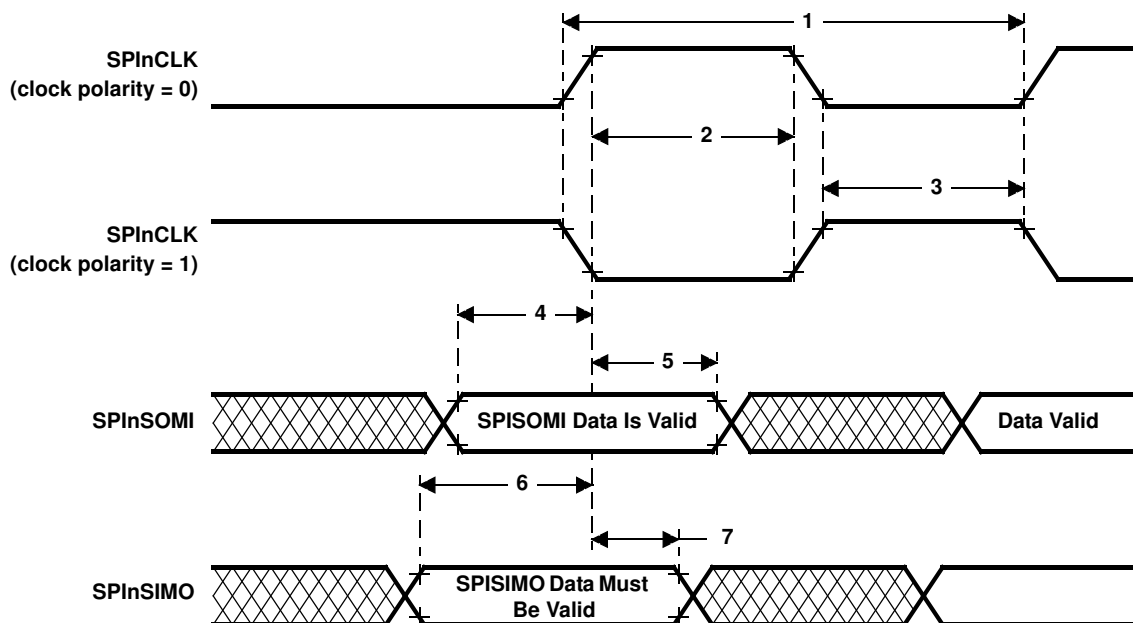 1
SPInCLK
(clock polarity = 0)
2
3
SPInCLK
(clock polarity = 1)
4
5
SPInSOMI
SPISOMI Data Is Valid
Data Valid
6
7
SPInSIMO
SPISIMO Data Must
Be Valid